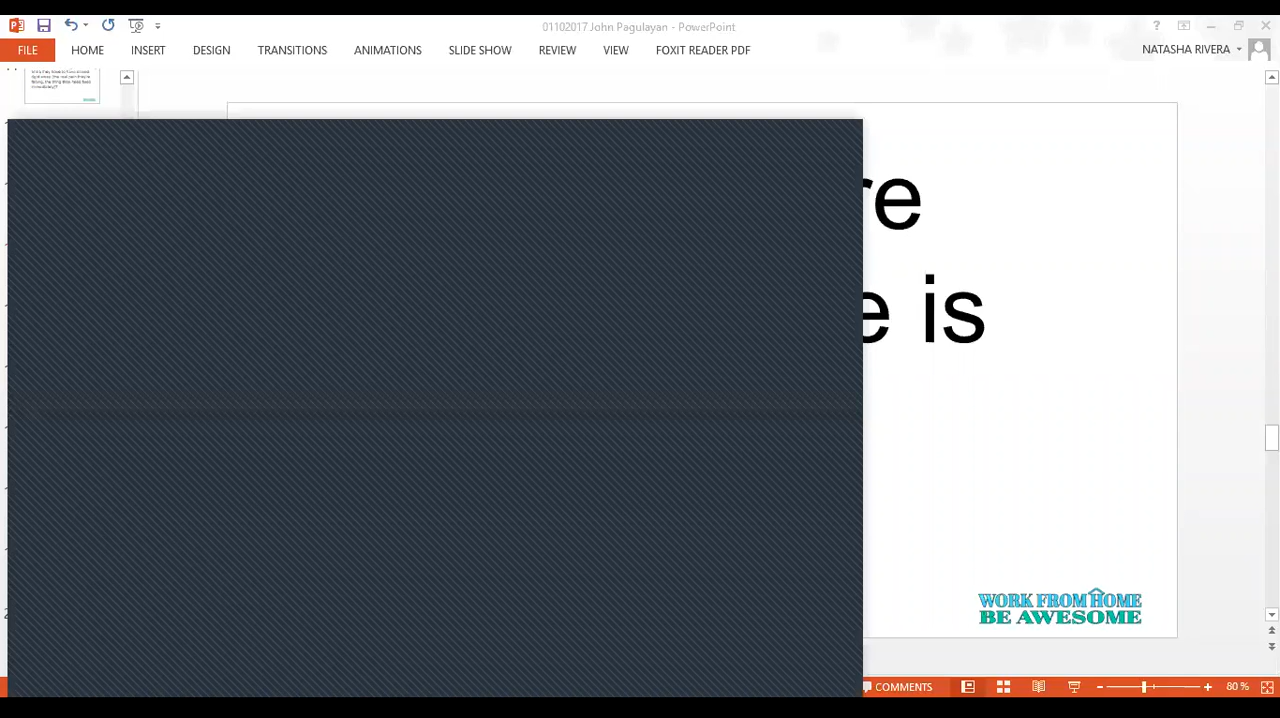 01102017 John Pagulayan - PowerPoint
?
FILE HOME INSERT DESIGN TRANSITIONS ANIMATIONS SLIDE SHOW REVIEW VIEW FOXIT READER PDF NATASHA RIVERA
re
e is
WORK FROM HOME
BE AWESOME
COMMENTS 80 %